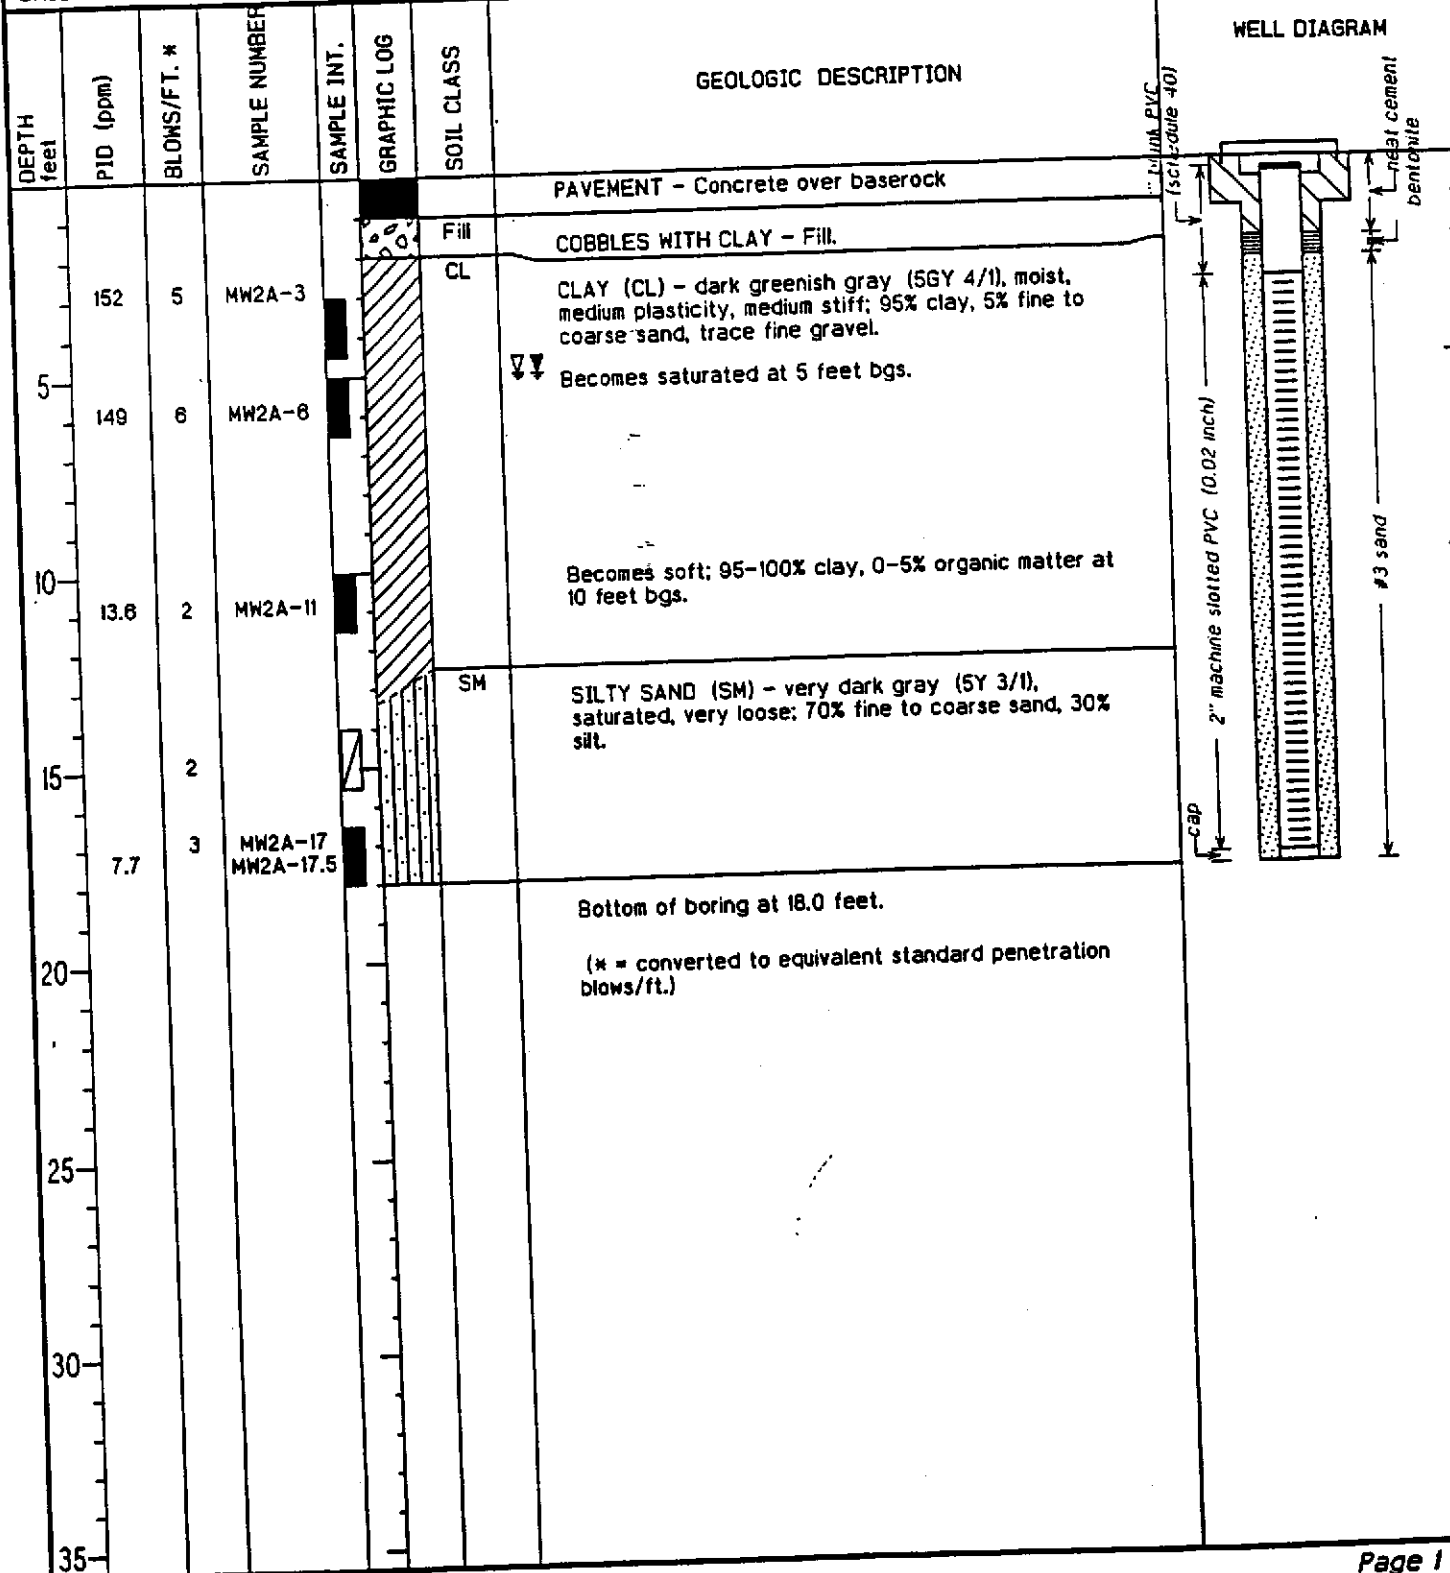 WELL DIAGRAM
DEPTH
feet
PID (ppm)
BLOWS/FT. *
SAMPLE NUMBER
SAMPLE INT.
GRAPHIC LOG
SOIL CLASS
GEOLOGIC DESCRIPTION
PVC
(schedule 40)
neat cement
bentonite
PAVEMENT - Concrete over baserock
Fill
COBBLES WITH CLAY - Fill.
CL
152
5
MW2A-3
CLAY (CL) - dark greenish gray (5GY 4/1), moist,
medium plasticity, medium stiff; 95% clay, 5% fine to
coarse sand, trace fine gravel.
5
Becomes saturated at 5 feet bgs.
149
6
MW2A-6
2" machine slotted PVC (0.02 inch)
#3 sand
10
Becomes soft; 95-100% clay, 0-5% organic matter at
10 feet bgs.
13.6
2
MW2A-11
SM
SILTY SAND (SM) - very dark gray (5Y 3/1),
saturated, very loose; 70% fine to coarse sand, 30%
silt.
15
2
cap
3
MW2A-17
7.7
MW2A-17.5
Bottom of boring at 18.0 feet.
(* = converted to equivalent standard penetration
blows/ft.)
20
25
30
35
Page 1